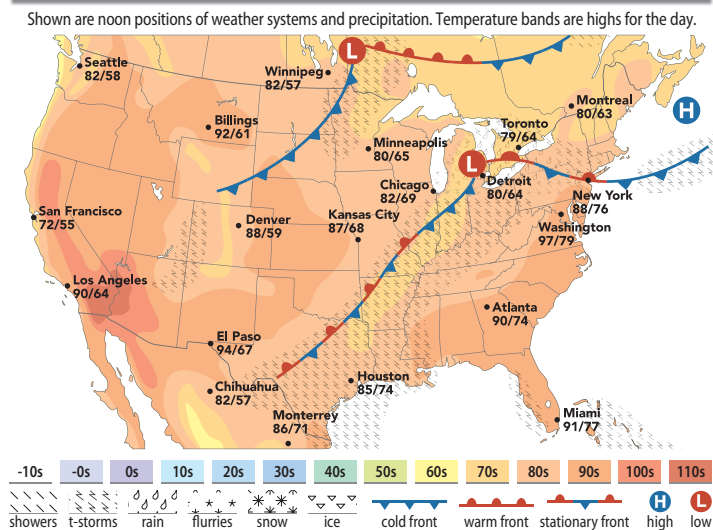 Shown are noon positions of weather systems and precipitation. Temperature bands are highs for the day.
L
Seattle
82/58
Winnipeg
82/57
Montreal
80/63
H
Billings
92/61
Toronto
79/64
Minneapolis
80/65
L
Chicago
82/69
Detroit
80/64
New York
88/76
San Francisco
72/55
Denver
88/59
Kansas City
87/68
Washington
97/79
Los Angeles
90/64
Atlanta
90/74
El Paso
94/67
Chihuahua
82/57
Houston
85/74
Monterrey
86/71
Miami
91/77
-10s -0s 0s 10s 20s 30s 40s 50s 60s 70s 80s 90s 100s 110s
H L
showers t-storms rain flurries snow ice cold front warm front stationary front high low